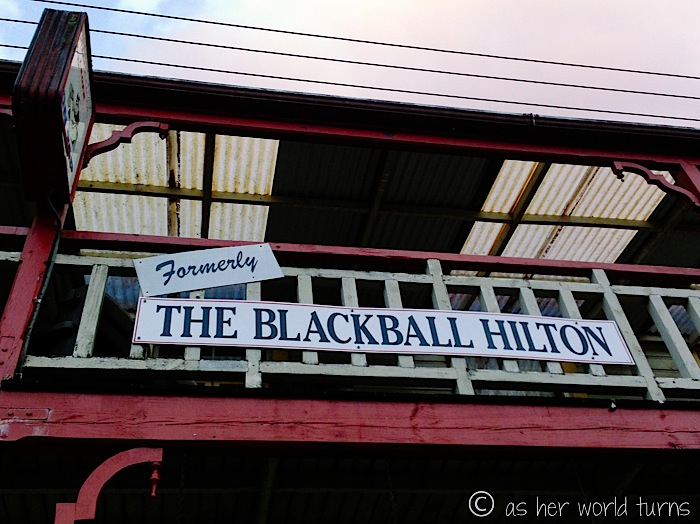 Formerly
THE BLACKBALL HILTON
© as her world turns